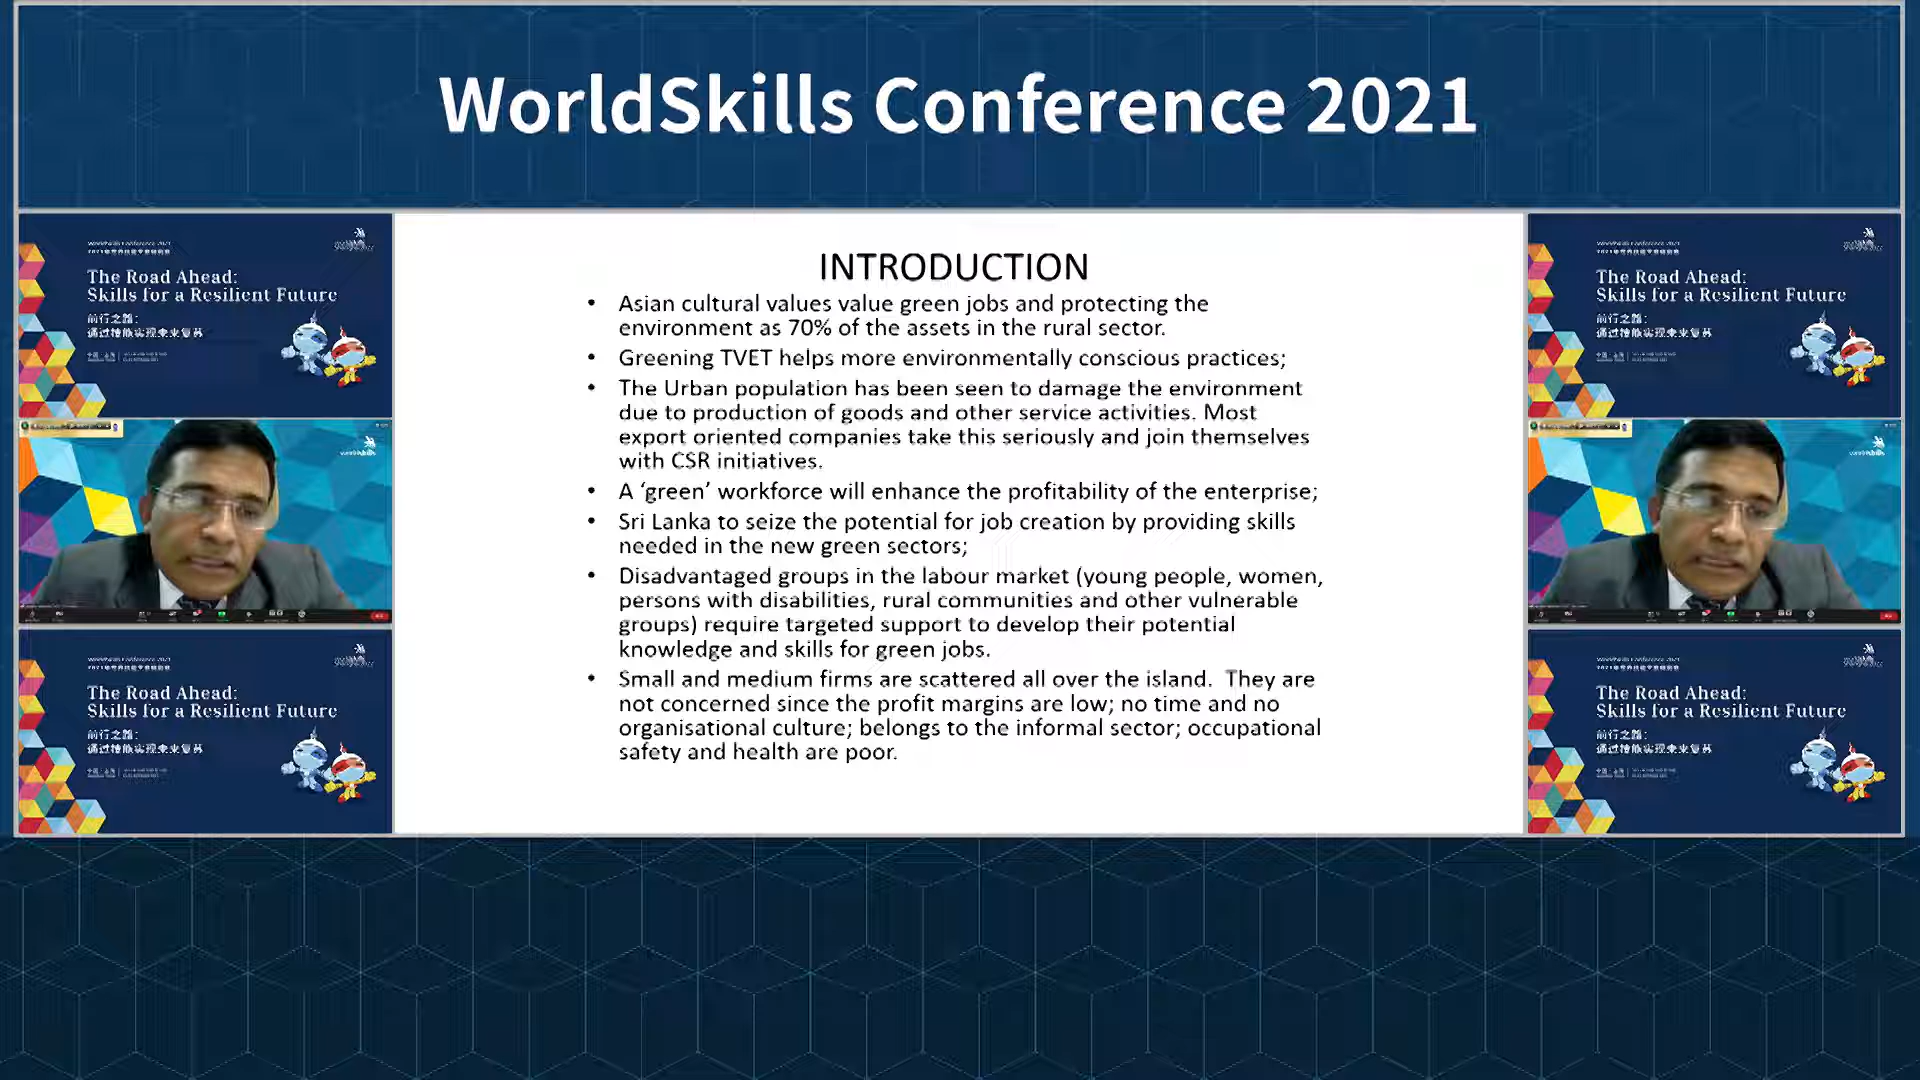 WorldSkills Conference 2021
WorldSkills Conference 2021
The Road Ahead:
Skills for a Resilient Future
前行之路：
通过技能实现未来复苏
WorldSkills Conference 2021
The Road Ahead:
Skills for a Resilient Future
前行之路：
通过技能实现未来复苏
INTRODUCTION
• Asian cultural values value green jobs and protecting the
environment as 70% of the assets in the rural sector.
• Greening TVET helps more environmentally conscious practices;
• The Urban population has been seen to damage the environment
due to production of goods and other service activities. Most
export oriented companies take this seriously and join themselves
with CSR initiatives.
• A ‘green’ workforce will enhance the profitability of the enterprise;
• Sri Lanka to seize the potential for job creation by providing skills
needed in the new green sectors;
• Disadvantaged groups in the labour market (young people, women,
persons with disabilities, rural communities and other vulnerable
groups) require targeted support to develop their potential
knowledge and skills for green jobs.
• Small and medium firms are scattered all over the island. They are
not concerned since the profit margins are low; no time and no
organisational culture; belongs to the informal sector; occupational
safety and health are poor.
WorldSkills Conference 2021
The Road Ahead:
Skills for a Resilient Future
前行之路：
通过技能实现未来复苏
WorldSkills Conference 2021
The Road Ahead:
Skills for a Resilient Future
前行之路：
通过技能实现未来复苏